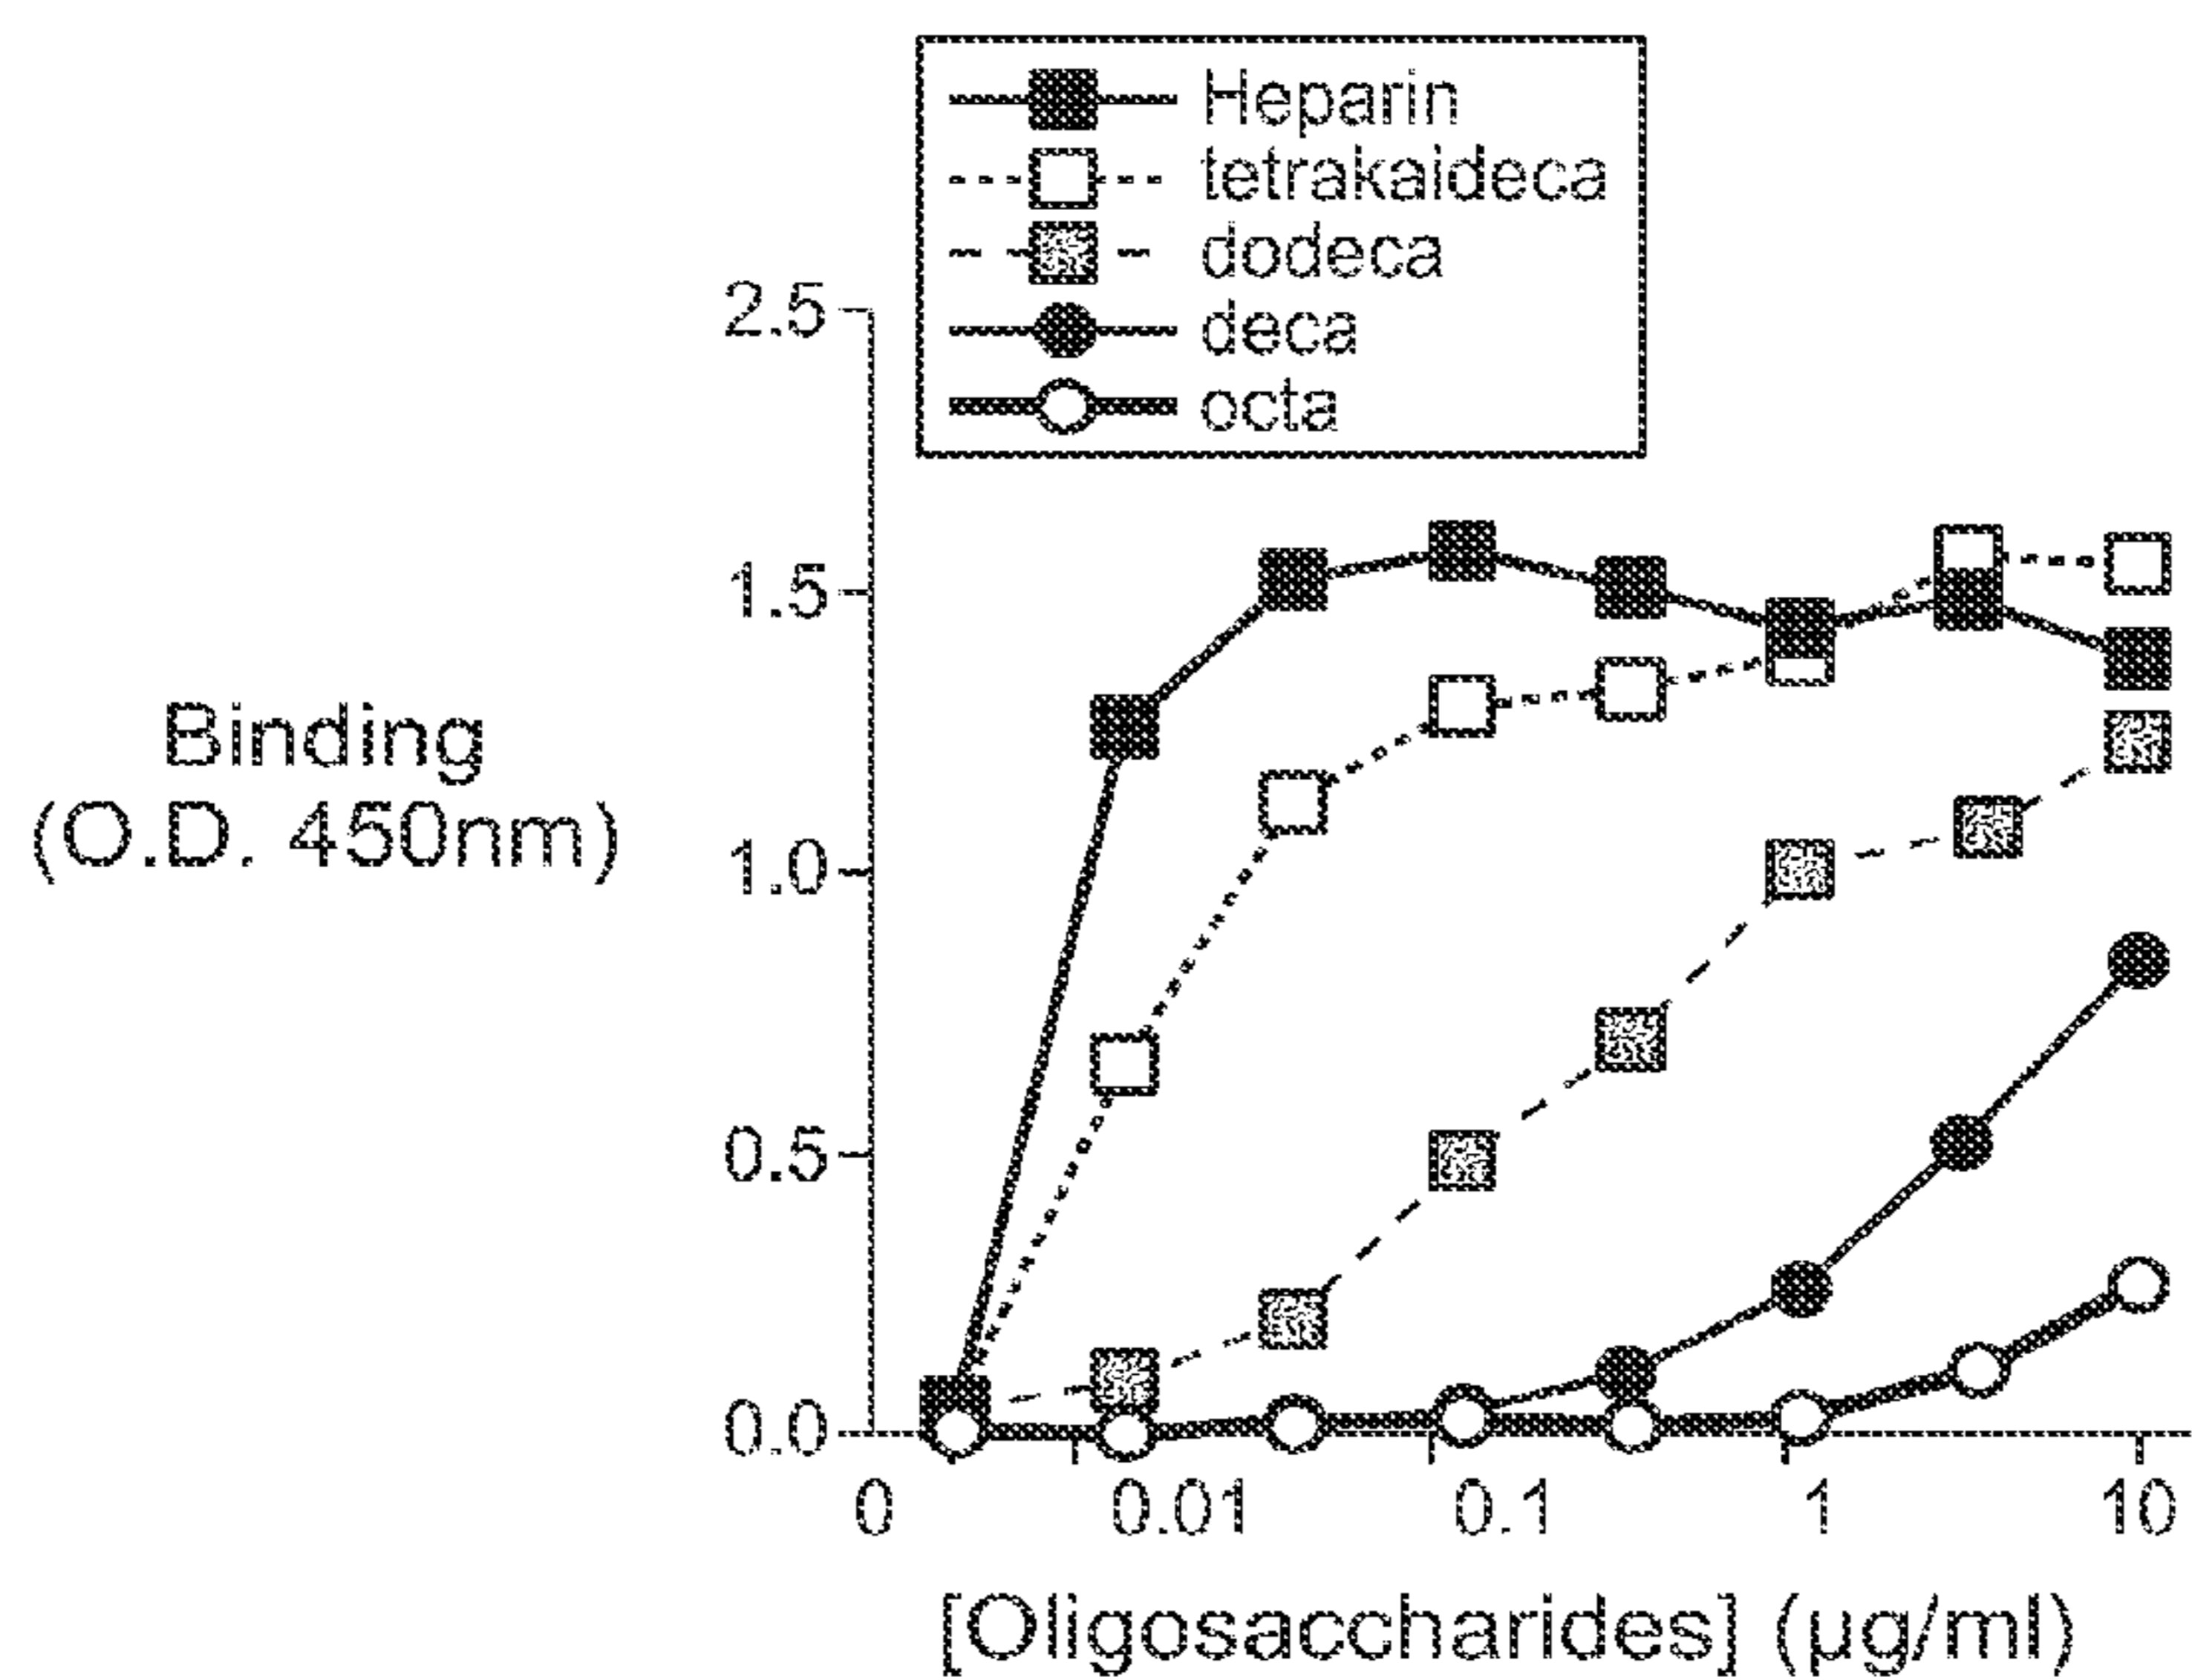 Heparin
tetrakaideca
dodeca
deca
octa
2.5
1.5
1.0
0.5
0.0
Binding
(O.D. 450nm)
0 0.01 0.1 1 10
[Oligosaccharides] (µg/ml)